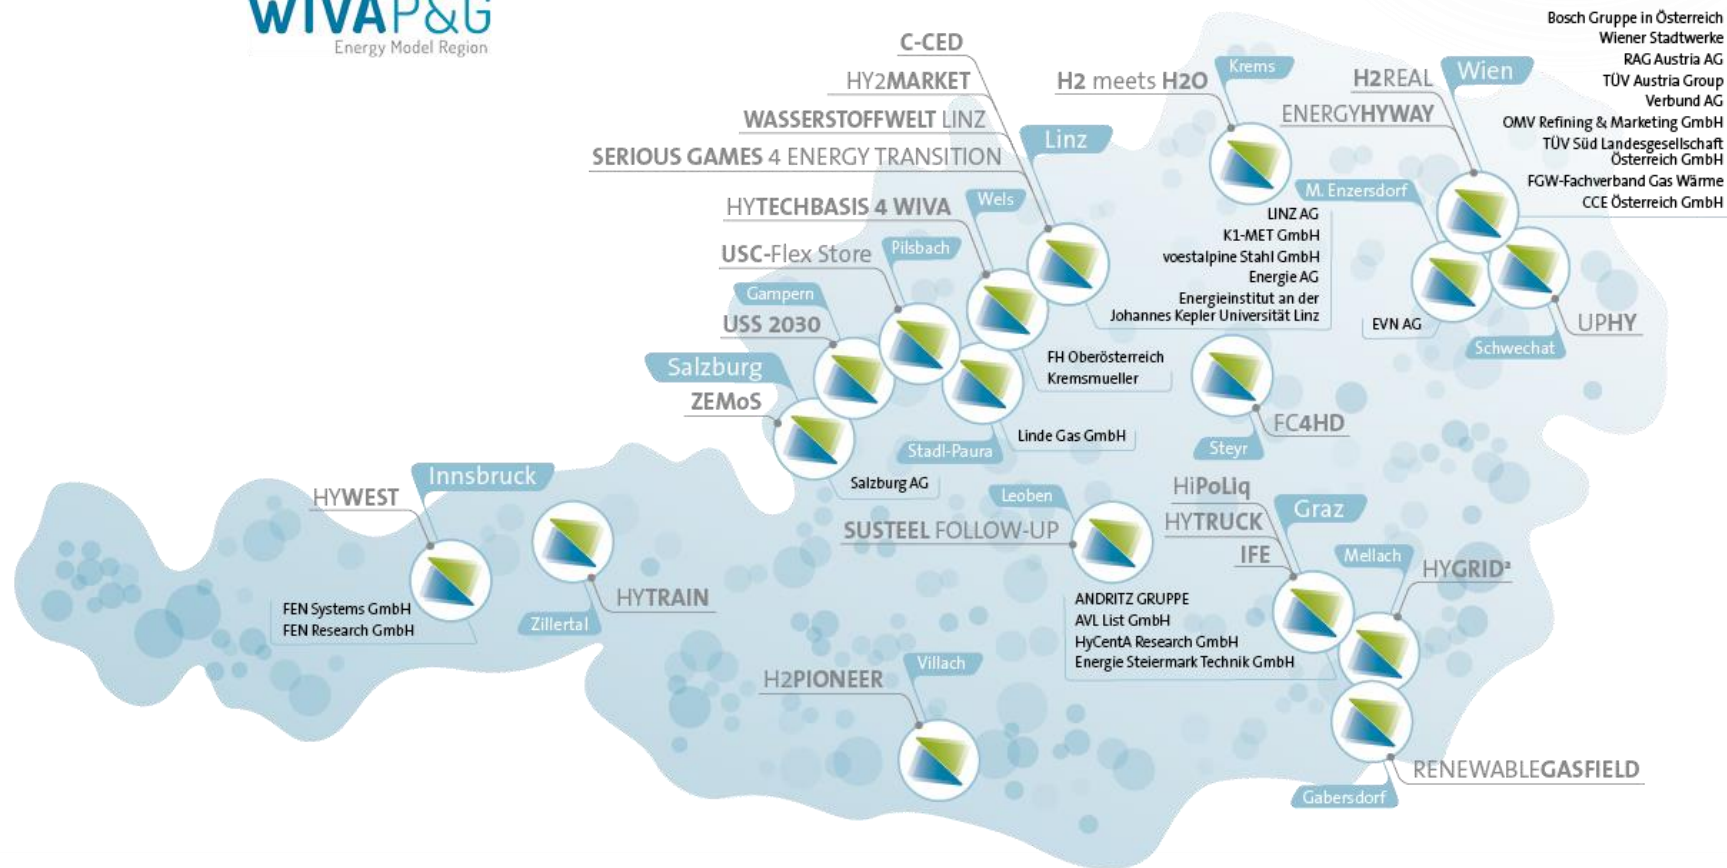 WIVAP&G
Energy Model Region
Bosch Gruppe in Österreich
Wiener Stadtwerke
RAG Austria AG
TÜV Austria Group
Verbund AG
OMV Refining & Marketing GmbH
TÜV Süd Landesgesellschaft
Österreich GmbH
FGW-Fachverband Gas Wärme
CCE Österreich GmbH
C-CED
HY2MARKET
WASSERSTOFFWELT LINZ
SERIOUS GAMES 4 ENERGY TRANSITION
Linz
H2 meets H2O
Krems
H2REAL
ENERGYHYWAY
Wien
M. Enzersdorf
HYTECHBASIS 4 WIVA
Wels
USC-Flex Store
Pilsbach
Gampern
USS 2030
Salzburg
ZEMoS
LINZ AG
K1-MET GmbH
voestalpine Stahl GmbH
Energie AG
Energieinstitut an der
Johannes Kepler Universität Linz
EVN AG
UPHY
Schwechat
FH Oberösterreich
Kremsmueller
Linde Gas GmbH
Stadl-Paura
Salzburg AG
FC4HD
Steyr
Innsbruck
HYWEST
FEN Systems GmbH
FEN Research GmbH
HYTRAIN
Zillertal
Leoben
SUSTEEL FOLLOW-UP
HiPoLiq
HYTRUCK
IFE
Graz
Mellach
HYGRID²
ANDRITZ GRUPPE
AVL List GmbH
HyCentA Research GmbH
Energie Steiermark Technik GmbH
Villach
H2PIONEER
RENEWABLEGASFIELD
Gabersdorf